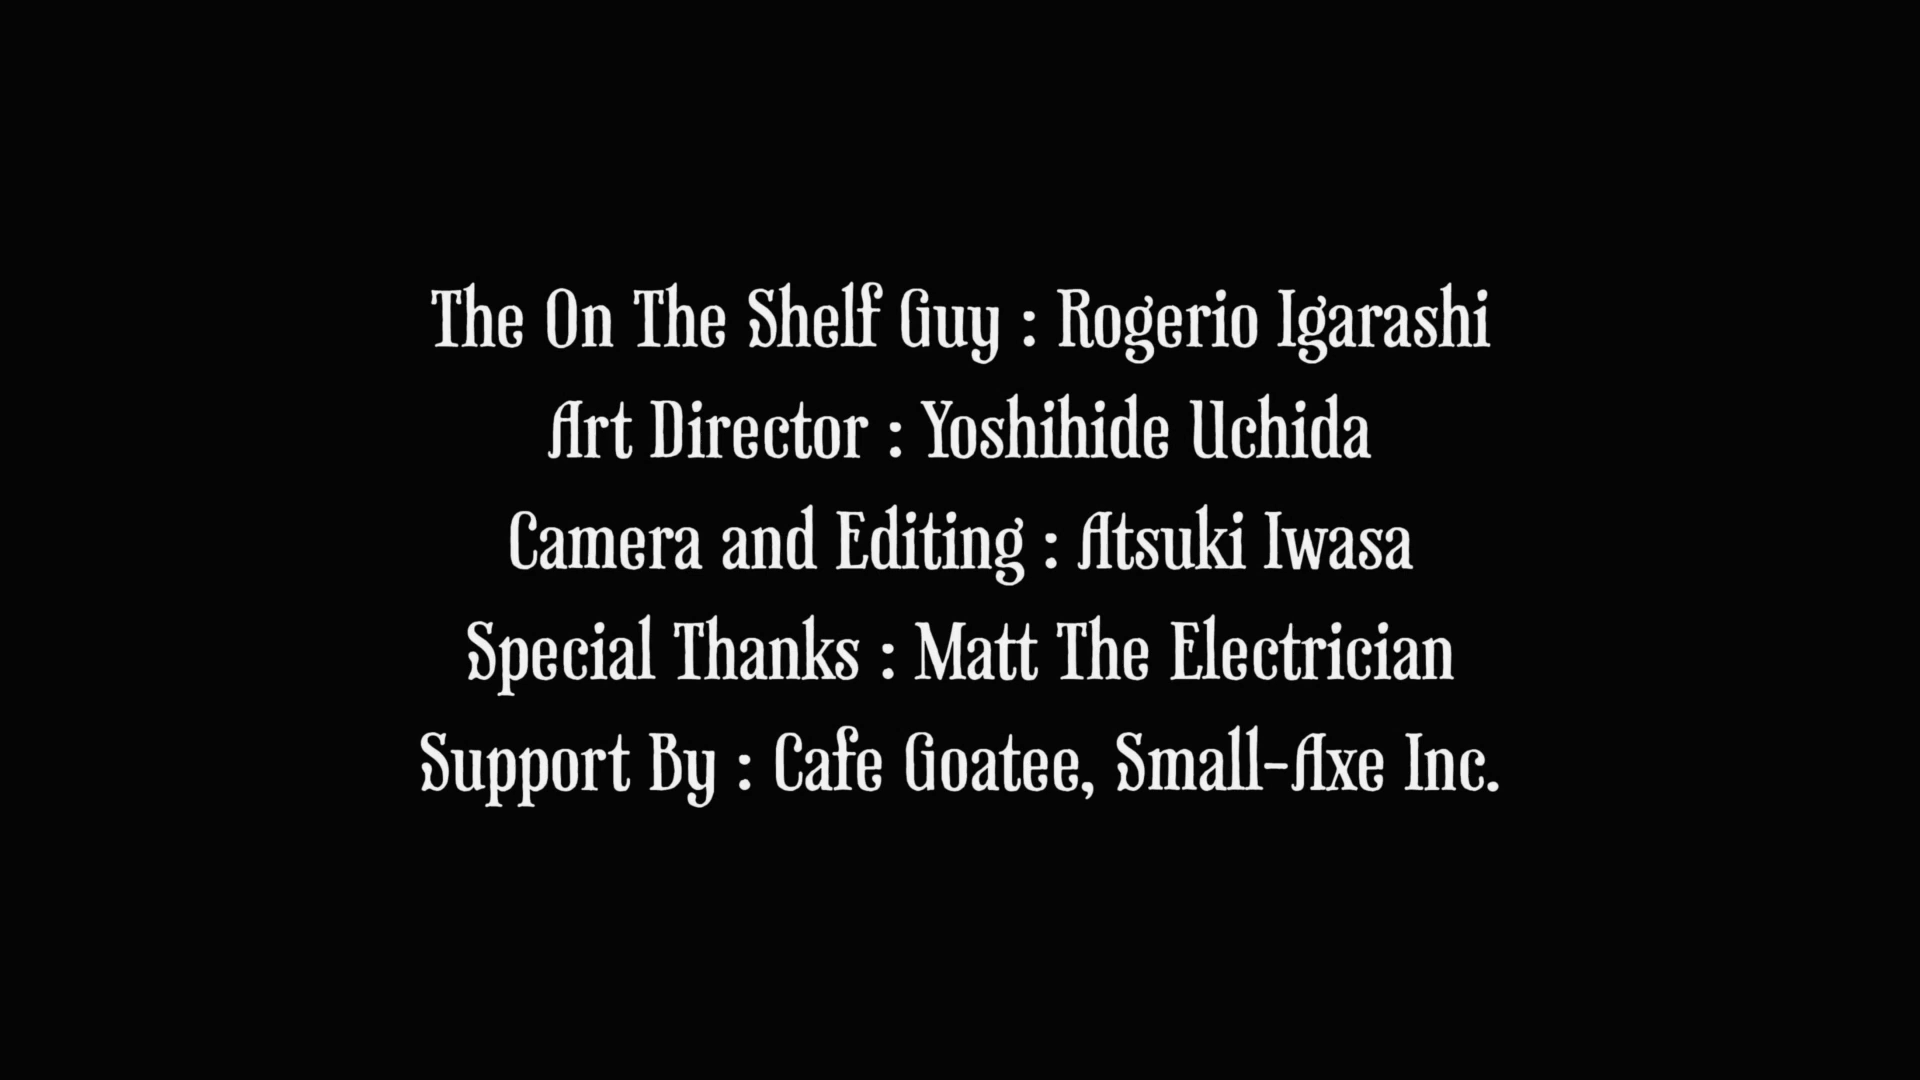 The On The Shelf Guy : Rogerio Igarashi
Art Director : Yoshihide Uchida
Camera and Editing : Atsuki Iwasa
Special Thanks : Matt The Electrician
Support By : Cafe Goatee, Small-Axe Inc.